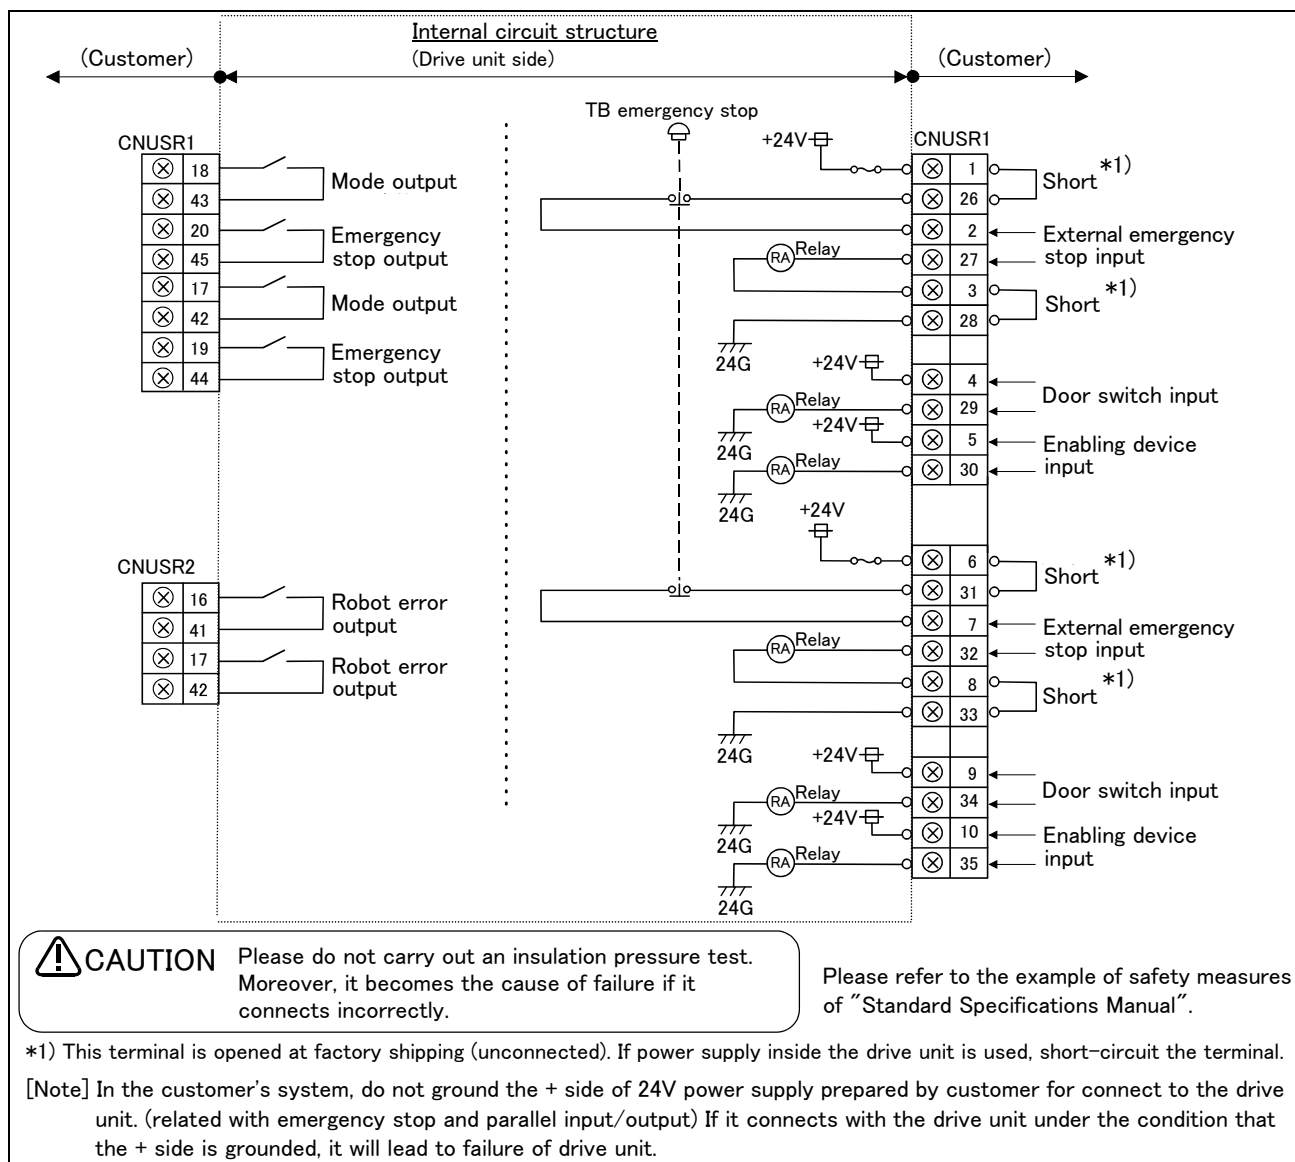 Internal circuit structure
(Customer)
(Drive unit side)
(Customer)
TB emergency stop
CNUSR1
18
43
20
45
17
42
19
44
Mode output
Emergency
stop output
Mode output
Emergency
stop output
CNUSR2
16
41
17
42
Robot error
output
Robot error
output
+24V
CNUSR1
1
26
2
27
3
28
4
29
5
30
6
31
7
32
8
33
9
34
10
35
Short *1)
External emergency
stop input
Relay
RA
Short *1)
24G
+24V
Door switch input
Relay
RA
24G
+24V
Enabling device
input
Relay
RA
24G
+24V
Short *1)
External emergency
stop input
Relay
RA
Short *1)
24G
+24V
Door switch input
Relay
RA
24G
+24V
Enabling device
input
Relay
RA
24G
CAUTION
Please do not carry out an insulation pressure test.
Moreover, it becomes the cause of failure if it
connects incorrectly.
Please refer to the example of safety measures
of "Standard Specifications Manual".
*1) This terminal is opened at factory shipping (unconnected). If power supply inside the drive unit is used, short-circuit the terminal.
[Note] In the customer's system, do not ground the + side of 24V power supply prepared by customer for connect to the drive
unit. (related with emergency stop and parallel input/output) If it connects with the drive unit under the condition that
the + side is grounded, it will lead to failure of drive unit.